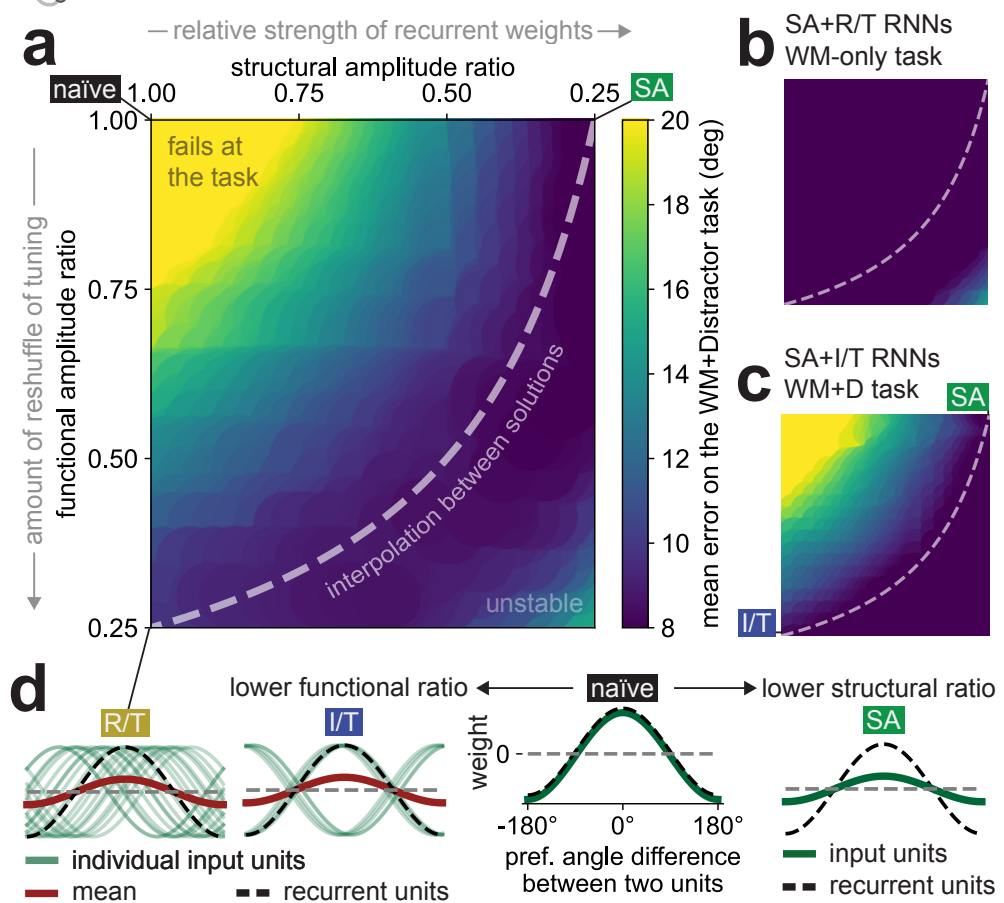 a
relative strength of recurrent weights
structural amplitude ratio
naïve
SA
1.00 0.75 0.50 0.25
amount of reshuffle of tuning
functional amplitude ratio
1.00
0.75
0.50
0.25
fails at
the task
interpolation between solutions
unstable
20
18
16
14
12
10
8
mean error on the WM+Distractor task (deg)
b
SA+R/T RNNs
WM-only task
c
SA+I/T RNNs
WM+D task
SA
I/T
d
lower functional ratio
naïve
lower structural ratio
R/T
I/T
SA
weight
0
-180° 0° 180°
pref. angle difference
between two units
individual input units
mean
recurrent units
input units
recurrent units